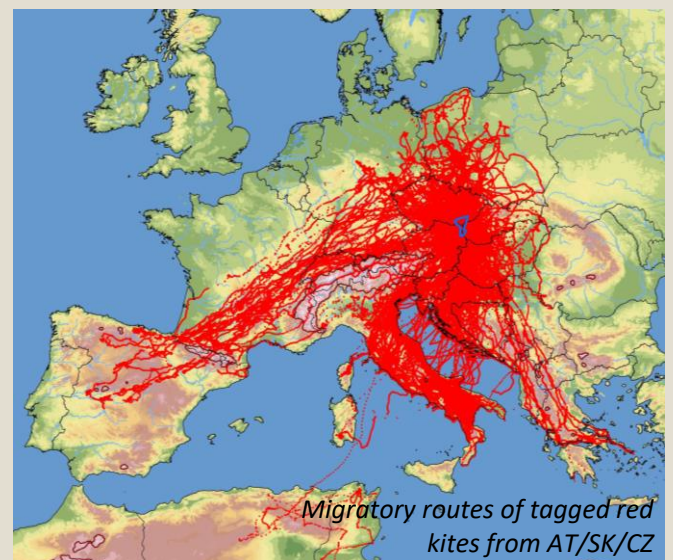 Migratory routes of tagged red
kites from AT/SK/CZ